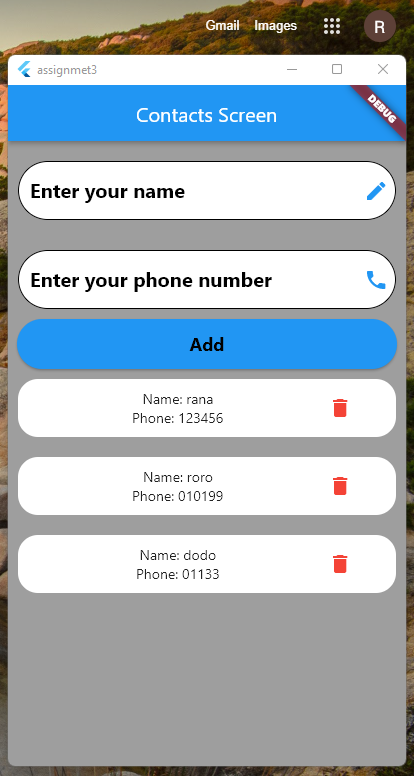 Gmail Images
R
assignmet3
Contacts Screen
DEBUG
Enter your name
Enter your phone number
Add
Name: rana
Phone: 123456
Name: roro
Phone: 010199
Name: dodo
Phone: 01133